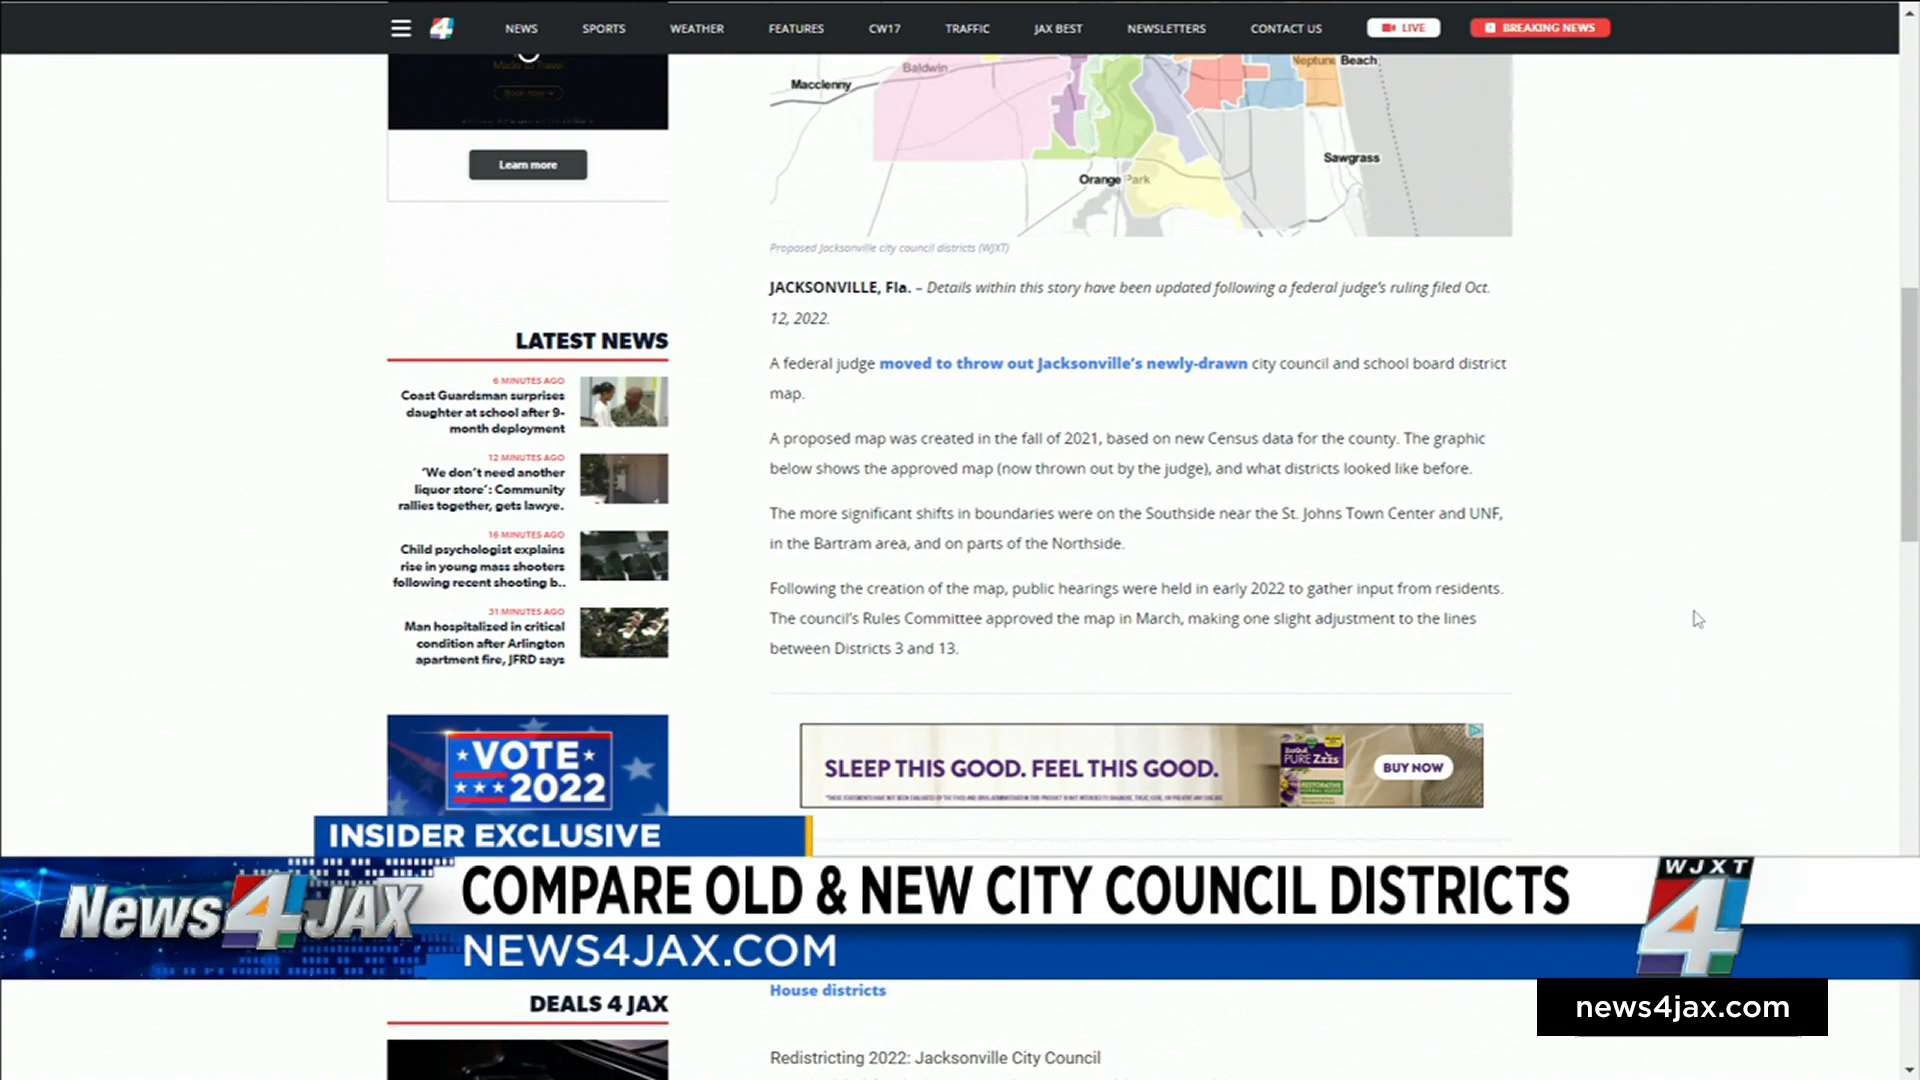 4
NEWS
SPORTS
WEATHER
FEATURES
CW17
TRAFFIC
JAX BEST
NEWSLETTERS
CONTACT US
LIVE
BREAKING NEWS
Made to Travel
Book now
Learn more
Baldwin
Macclenny
Neptune Beach
Sawgrass
Orange Park
Proposed Jacksonville city council districts (WJXT)
JACKSONVILLE, Fla. – Details within this story have been updated following a federal judge's ruling filed Oct.
12, 2022.
A federal judge moved to throw out Jacksonville's newly-drawn city council and school board district
map.
A proposed map was created in the fall of 2021, based on new Census data for the county. The graphic
below shows the approved map (now thrown out by the judge), and what districts looked like before.
The more significant shifts in boundaries were on the Southside near the St. Johns Town Center and UNF,
in the Bartram area, and on parts of the Northside.
Following the creation of the map, public hearings were held in early 2022 to gather input from residents.
The council's Rules Committee approved the map in March, making one slight adjustment to the lines
between Districts 3 and 13.
LATEST NEWS
6 MINUTES AGO
Coast Guardsman surprises
daughter at school after 9-
month deployment
12 MINUTES AGO
'We don't need another
liquor store': Community
rallies together, gets lawye.
16 MINUTES AGO
Child psychologist explains
rise in young mass shooters
following recent shooting b..
31 MINUTES AGO
Man hospitalized in critical
condition after Arlington
apartment fire, JFRD says
VOTE
2022
SLEEP THIS GOOD. FEEL THIS GOOD.
ZzzQuil
PURE Zzzs
RESTORATIVE
BUY NOW
INSIDER EXCLUSIVE
News4JAX
COMPARE OLD & NEW CITY COUNCIL DISTRICTS
NEWS4JAX.COM
WJXT
4
House districts
DEALS 4 JAX
news4jax.com
Redistricting 2022: Jacksonville City Council